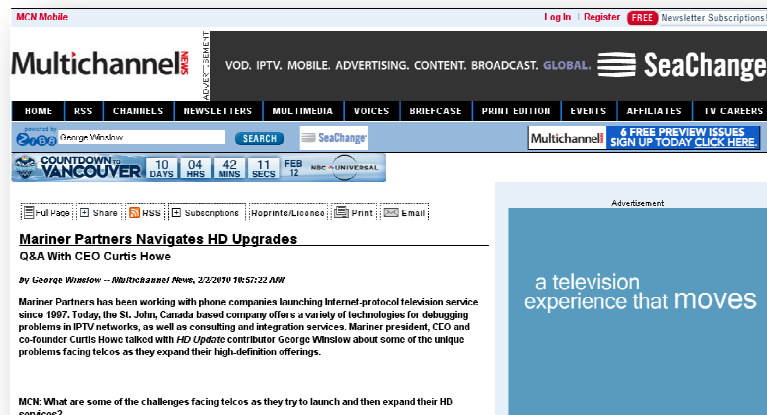 MCN Mobile
Log In | Register FREE Newsletter Subscriptions!
Multichannel NEWS
ADVERTISEMENT
VOD. IPTV. MOBILE. ADVERTISING. CONTENT. BROADCAST. GLOBAL. SeaChange
HOME RSS CHANNELS NEWSLETTERS MULTIMEDIA VOICES BRIEFCASE PRINT EDITION EVENTS AFFILIATES TV CAREERS
powered by
ZIBB George Winslow SEARCH SeaChange
Multichannel 6 FREE PREVIEW ISSUES
SIGN UP TODAY CLICK HERE.
COUNTDOWN TO
VANCOUVER
10 DAYS 04 HRS 42 MINS 11 SECS FEB 12 NBC UNIVERSAL
Full Page Share RSS Subscriptions Reprints/License Print Email
Advertisement
Mariner Partners Navigates HD Upgrades
Q&A With CEO Curtis Howe
by George Winslow -- Multichannel News, 2/2/2010 10:57:22 AM
Mariner Partners has been working with phone companies launching Internet-protocol television service
since 1997. Today, the St. John, Canada based company offers a variety of technologies for debugging
problems in IPTV networks, as well as consulting and integration services. Mariner president, CEO and
co-founder Curtis Howe talked with HD Update contributor George Winslow about some of the unique
problems facing telcos as they expand their high-definition offerings.
MCN: What are some of the challenges facing telcos as they try to launch and then expand their HD
services?
a television
experience that moves